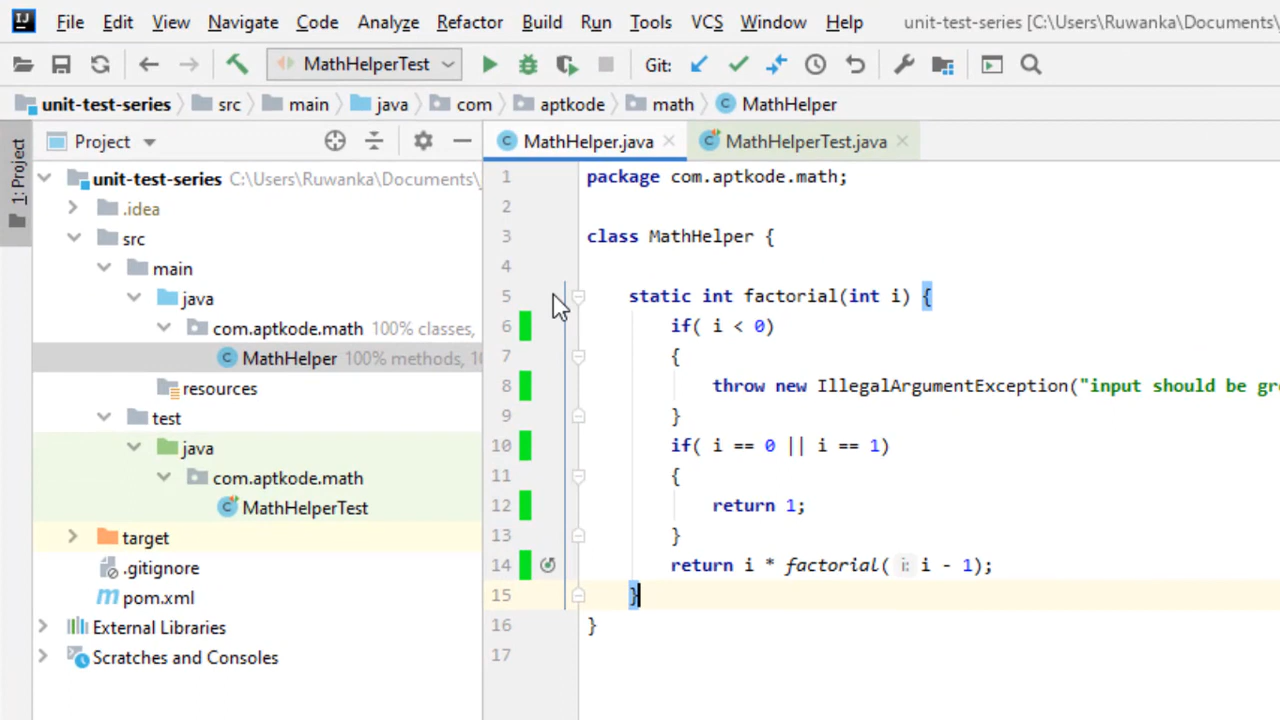 File Edit View Navigate Code Analyze Refactor Build Run Tools VCS Window Help unit-test-series [C:\Users\Ruwanka\Documents\
MathHelperTest Git:
unit-test-series src main java com aptkode math MathHelper
1: Project
Project
MathHelper.java MathHelperTest.java
unit-test-series C:\Users\Ruwanka\Documents\
.idea
src
main
java
com.aptkode.math 100% classes,
MathHelper 100% methods, 10
resources
test
java
com.aptkode.math
MathHelperTest
target
.gitignore
pom.xml
External Libraries
Scratches and Consoles
1 package com.aptkode.math;
2
3 class MathHelper {
4
5 static int factorial(int i) {
6 if( i < 0)
7 {
8 throw new IllegalArgumentException("input should be gr
9 }
10 if( i == 0 || i == 1)
11 {
12 return 1;
13 }
14 return i * factorial( i: i - 1);
15 }
16 }
17